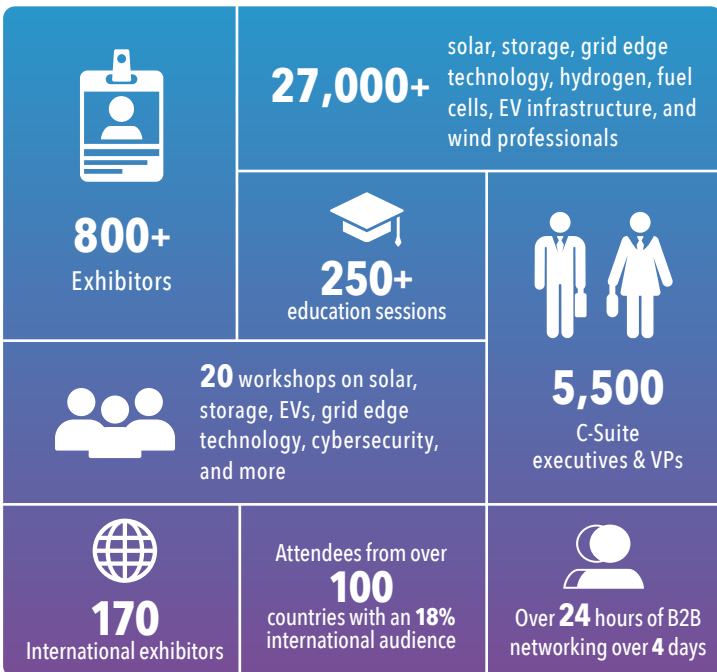 27,000+
solar, storage, grid edge
technology, hydrogen, fuel
cells, EV infrastructure, and
wind professionals
800+
Exhibitors
250+
education sessions
5,500
C-Suite
executives & VPs
20 workshops on solar,
storage, EVs, grid edge
technology, cybersecurity,
and more
170
International exhibitors
Attendees from over
100
countries with an 18%
international audience
Over 24 hours of B2B
networking over 4 days